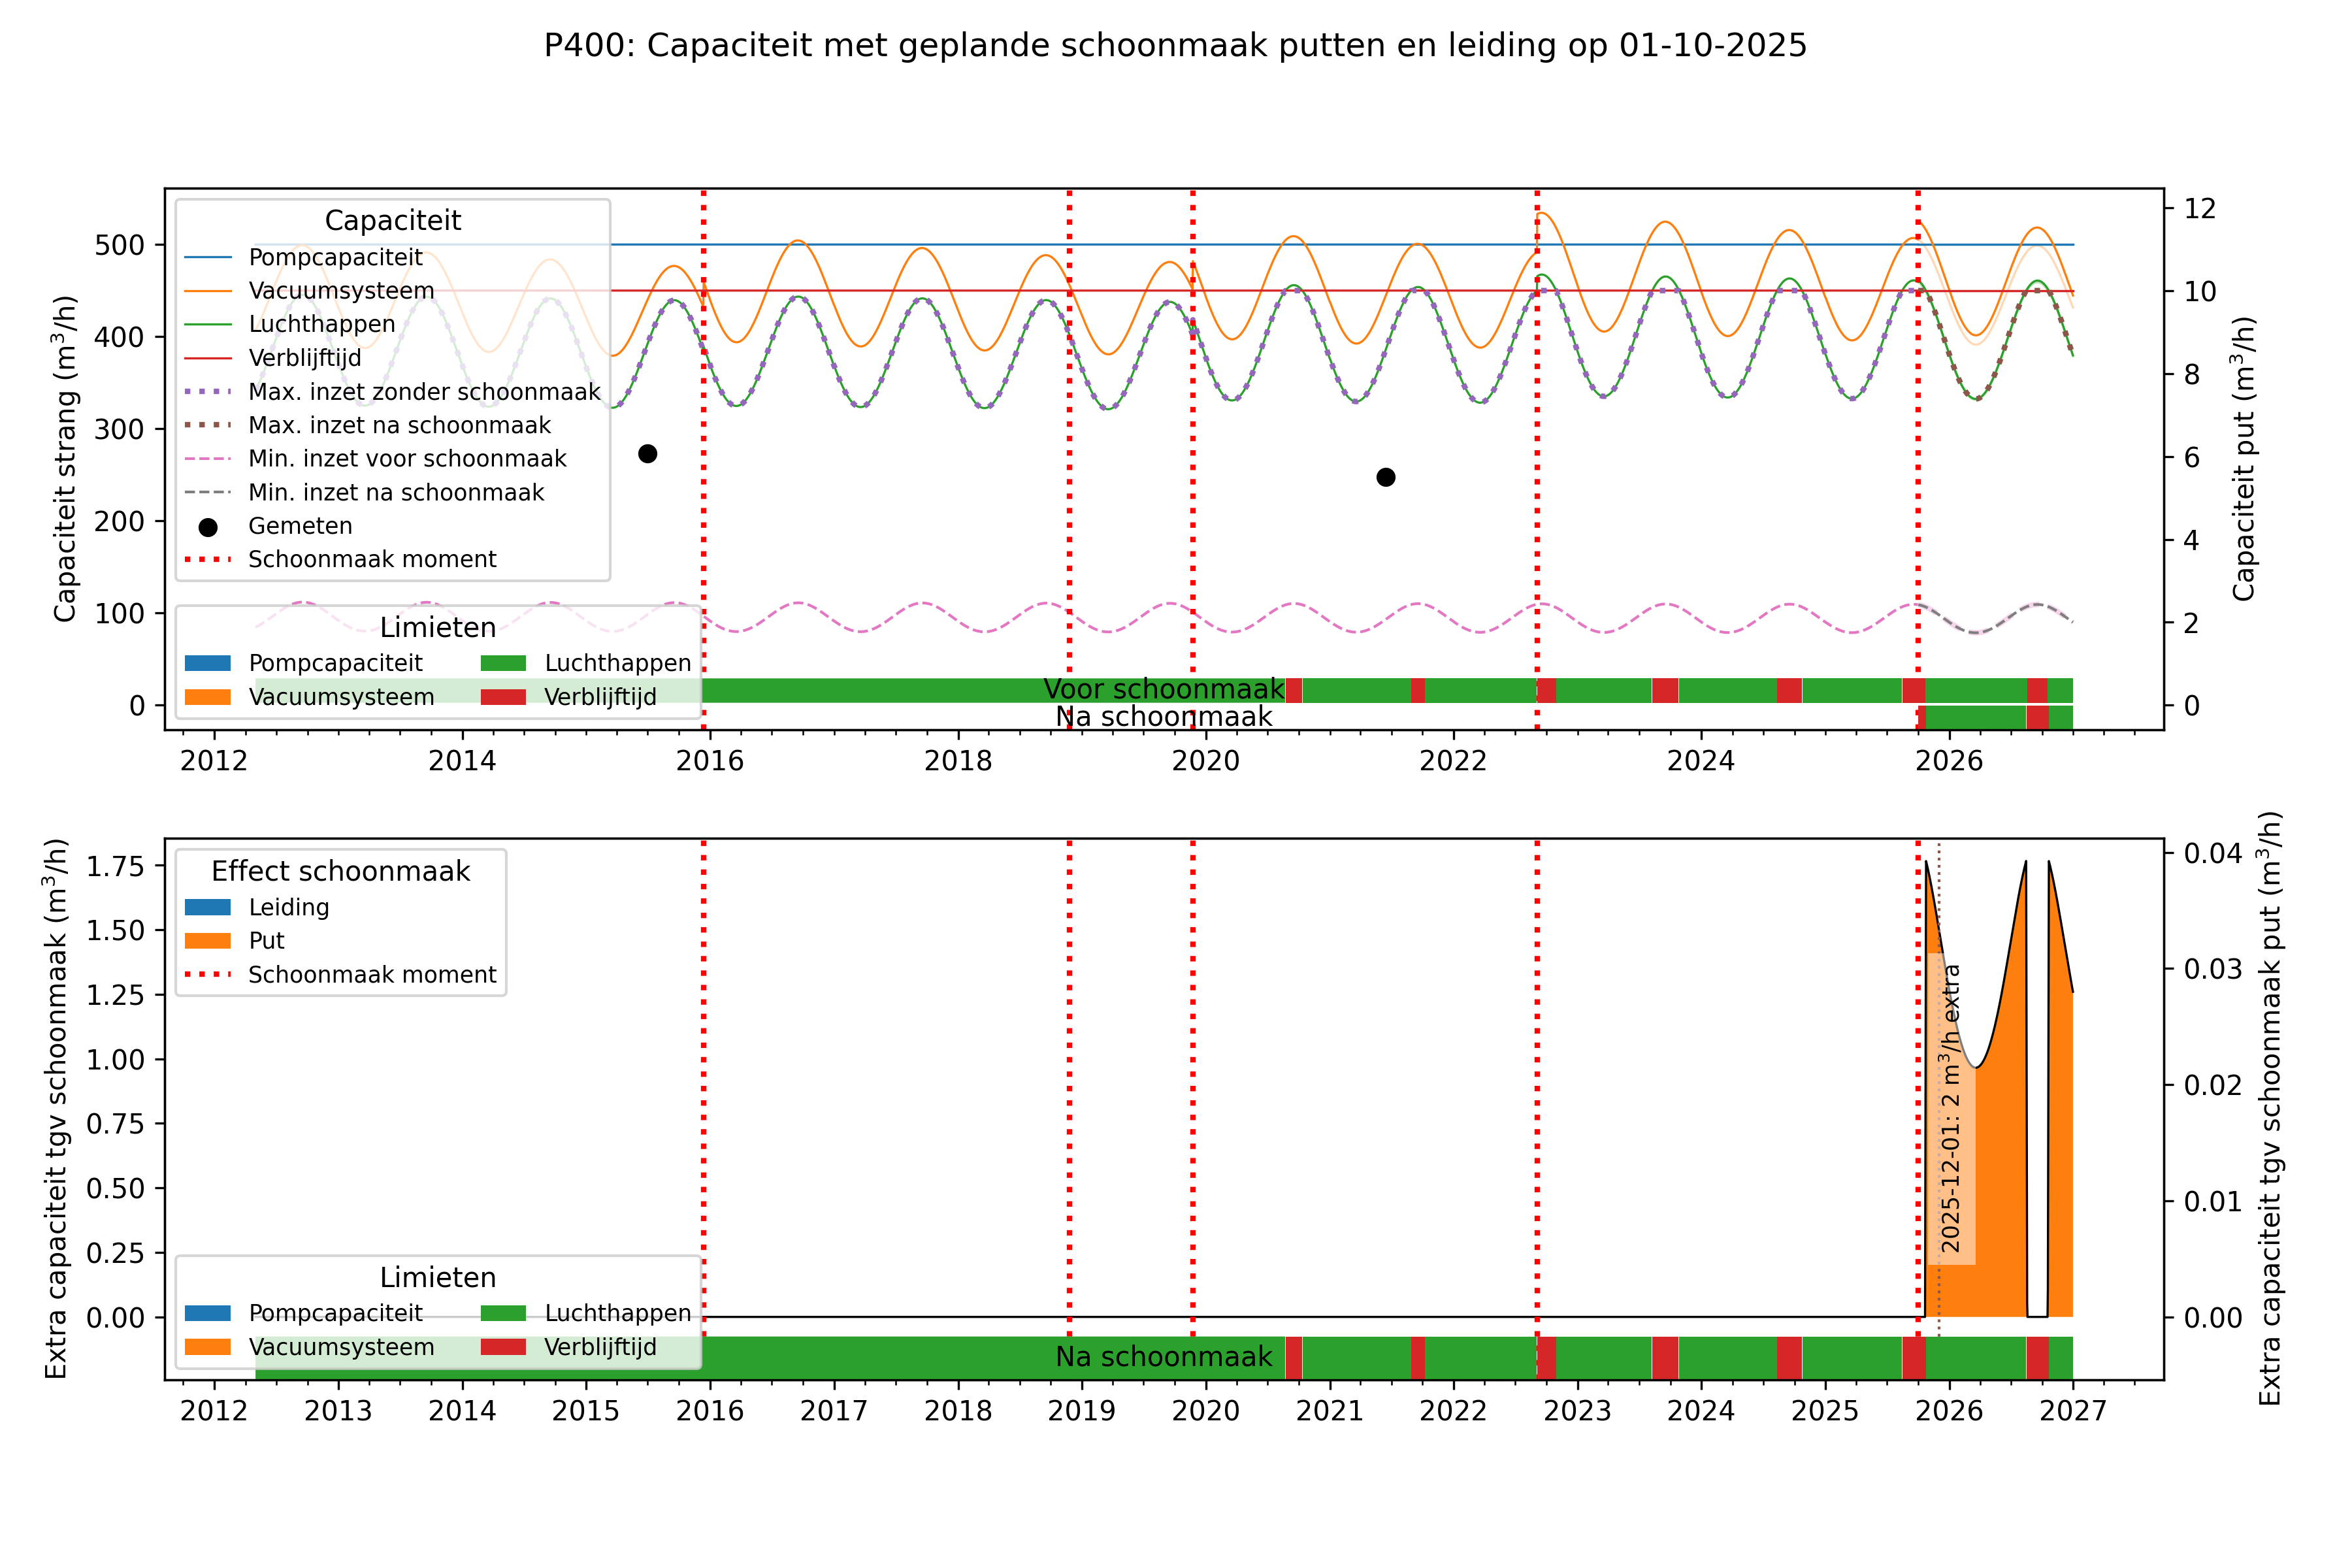 P400: Capaciteit met geplande schoonmaak putten en leiding op 01-10-2025
Capaciteit strang (m³/h)
500
400
300
200
100
0
Capaciteit
Pompcapaciteit
Vacuumsysteem
Luchthappen
Verblijftijd
Max. inzet zonder schoonmaak
Max. inzet na schoonmaak
Min. inzet voor schoonmaak
Min. inzet na schoonmaak
Gemeten
Schoonmaak moment
Limieten
Pompcapaciteit Luchthappen
Vacuumsysteem Verblijftijd
Voor schoonmaak
Na schoonmaak
12
10
8
6
4
2
0
Capaciteit put (m³/h)
2012 2014 2016 2018 2020 2022 2024 2026
Extra capaciteit tgv schoonmaak (m³/h)
1.75
1.50
1.25
1.00
0.75
0.50
0.25
0.00
Effect schoonmaak
Leiding
Put
Schoonmaak moment
Limieten
Pompcapaciteit Luchthappen
Vacuumsysteem Verblijftijd
Na schoonmaak
2025-12-01: 2 m³/h extra
0.04
0.03
0.02
0.01
0.00
Extra capaciteit tgv schoonmaak put (m³/h)
2012 2013 2014 2015 2016 2017 2018 2019 2020 2021 2022 2023 2024 2025 2026 2027